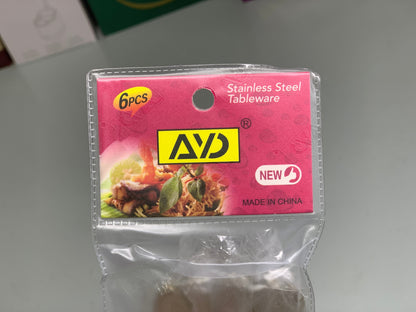 6PCS
Stainless Steel
Tableware
AYD
®
NEW
MADE IN CHINA